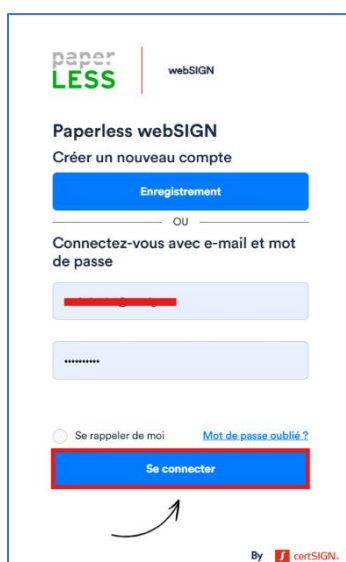 paper
LESS
webSIGN
Paperless webSIGN
Créer un nouveau compte
Enregistrement
OU
Connectez-vous avec e-mail et mot
de passe
••••••••••
Se rappeler de moi
Mot de passe oublié ?
Se connecter
By certSIGN.